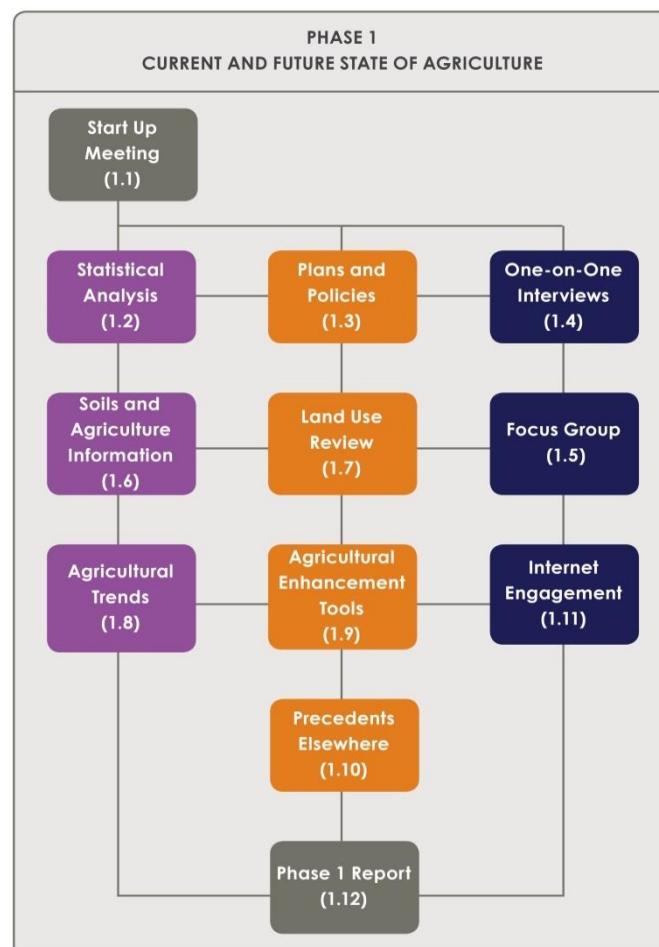 PHASE 1
CURRENT AND FUTURE STATE OF AGRICULTURE
Start Up
Meeting
(1.1)
Statistical
Analysis
(1.2)
Plans and
Policies
(1.3)
One-on-One
Interviews
(1.4)
Soils and
Agriculture
Information
(1.6)
Land Use
Review
(1.7)
Focus Group
(1.5)
Agricultural
Trends
(1.8)
Agricultural
Enhancement
Tools
(1.9)
Internet
Engagement
(1.11)
Precedents
Elsewhere
(1.10)
Phase 1 Report
(1.12)